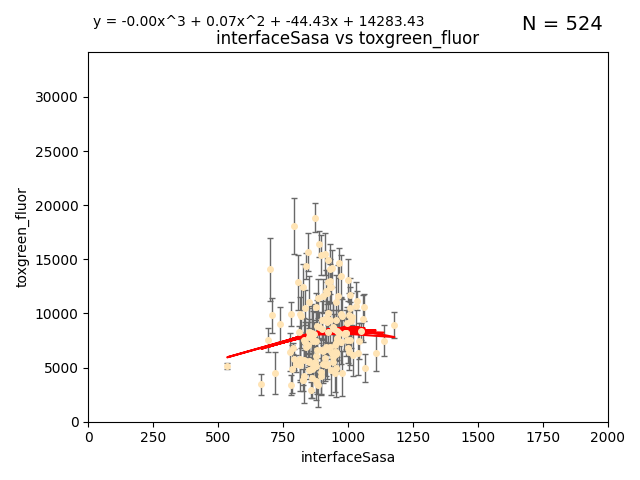 y = -0.00x^3 + 0.07x^2 + -44.43x + 14283.43
N = 524
interfaceSasa vs toxgreen_fluor
30000
25000
20000
15000
10000
5000
0
toxgreen_fluor
0 250 500 750 1000 1250 1500 1750 2000
interfaceSasa